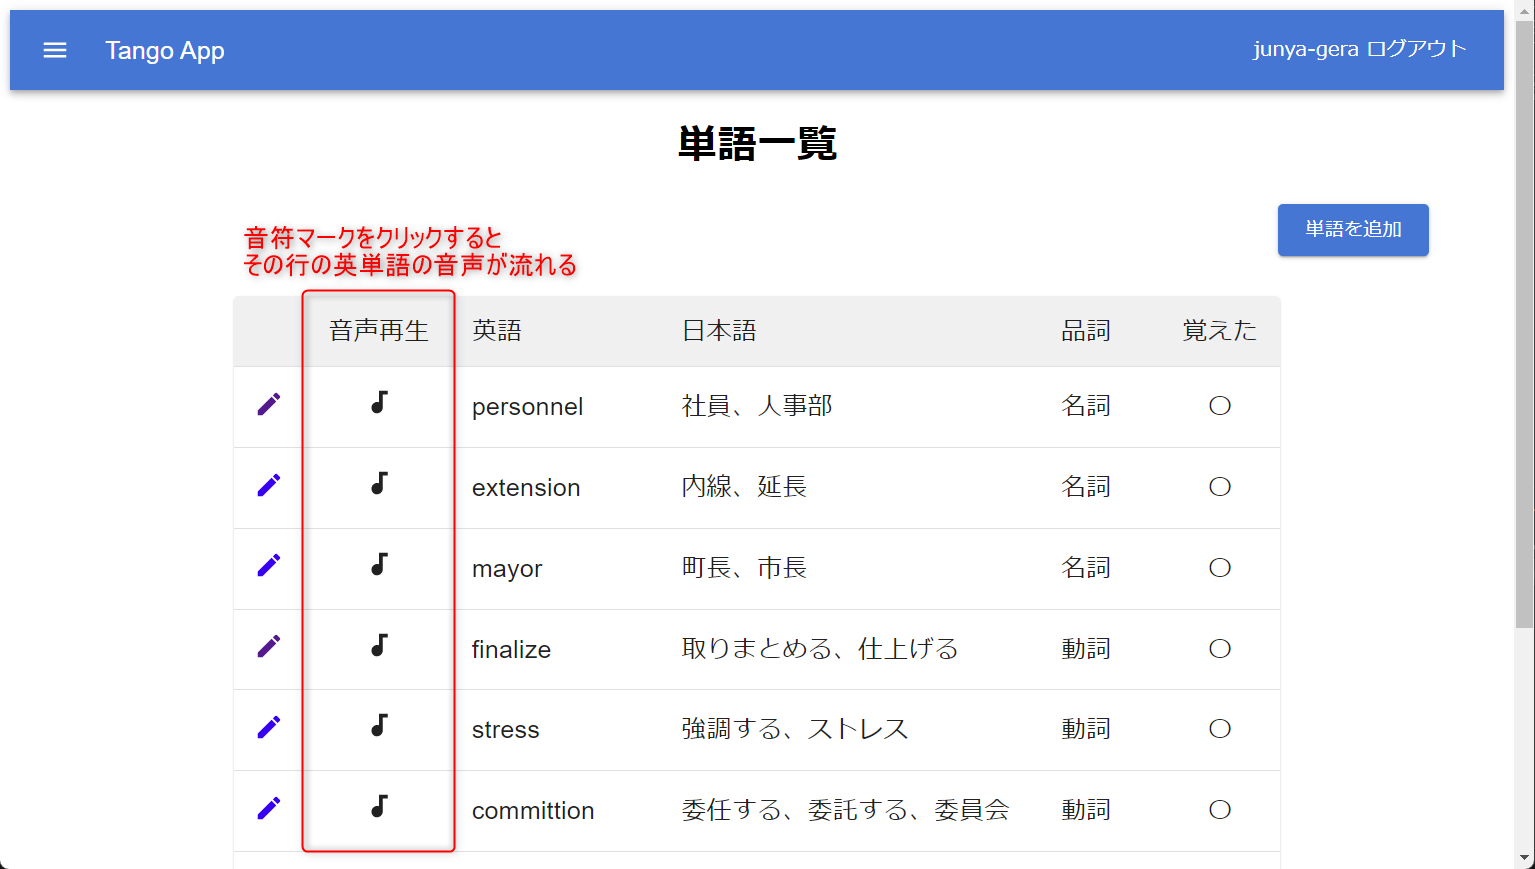 Tango App
junya-gera ログアウト
単語一覧
単語を追加
音符マークをクリックすると
その行の英単語の音声が流れる
音声再生 英語 日本語 品詞 覚えた
personnel 社員、人事部 名詞 〇
extension 内線、延長 名詞 〇
mayor 町長、市長 名詞 〇
finalize 取りまとめる、仕上げる 動詞 〇
stress 強調する、ストレス 動詞 〇
committion 委任する、委託する、委員会 動詞 〇